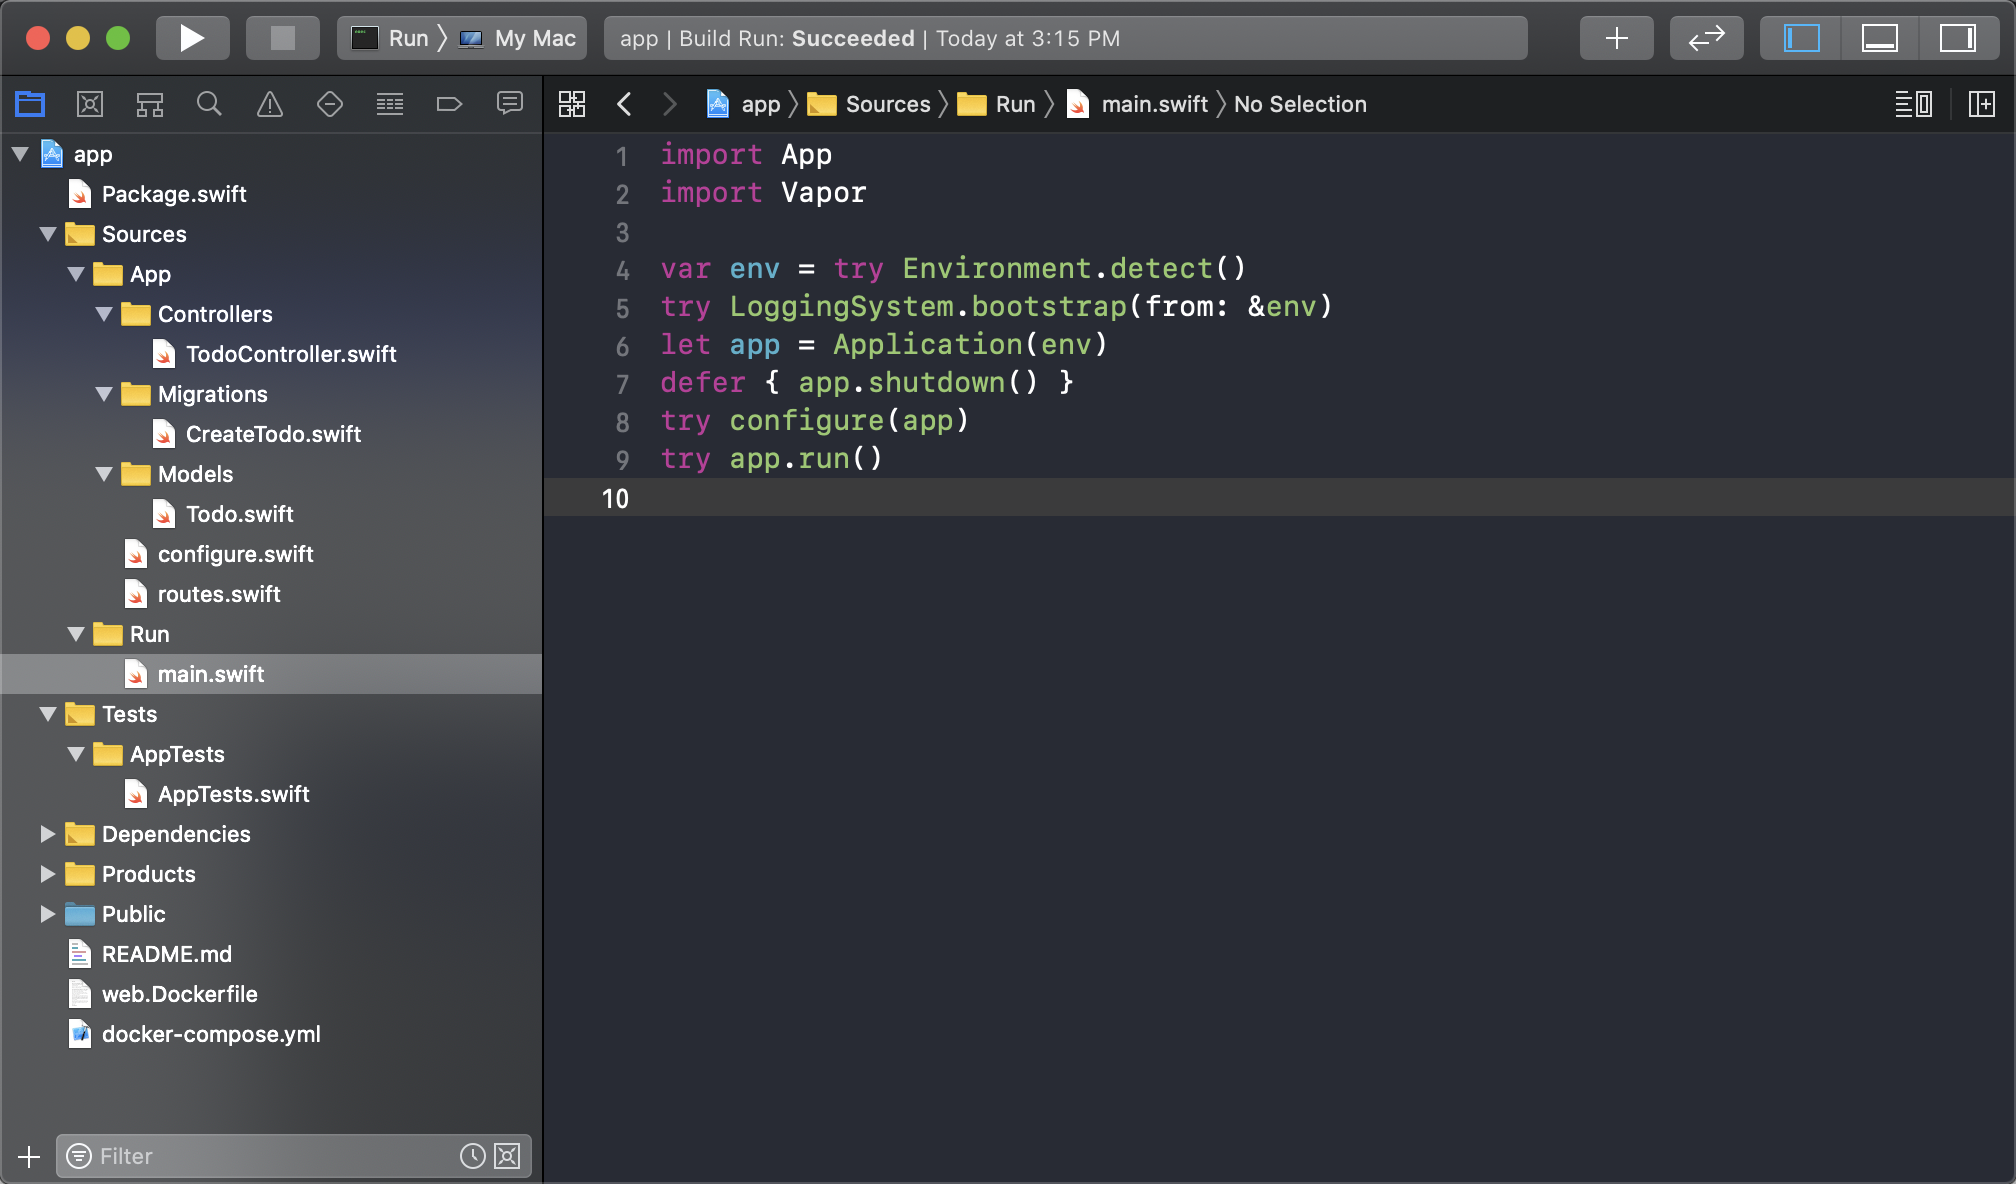 Run 〉 My Mac
app | Build Run: Succeeded | Today at 3:15 PM
app 〉 Sources 〉 Run 〉 main.swift 〉 No Selection
app
Package.swift
Sources
App
Controllers
TodoController.swift
Migrations
CreateTodo.swift
Models
Todo.swift
configure.swift
routes.swift
Run
main.swift
Tests
AppTests
AppTests.swift
Dependencies
Products
Public
README.md
web.Dockerfile
docker-compose.yml
Filter
1 import App
2 import Vapor
3
4 var env = try Environment.detect()
5 try LoggingSystem.bootstrap(from: &env)
6 let app = Application(env)
7 defer { app.shutdown() }
8 try configure(app)
9 try app.run()
10